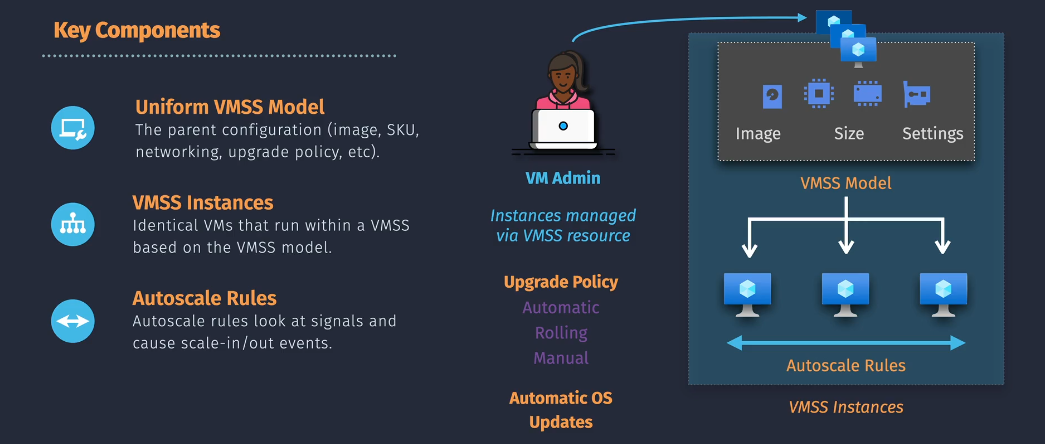 Key Components
Uniform VMSS Model
The parent configuration (image, SKU,
networking, upgrade policy, etc).
VMSS Instances
Identical VMs that run within a VMSS
based on the VMSS model.
Autoscale Rules
Autoscale rules look at signals and
cause scale-in/out events.
VM Admin
Instances managed
via VMSS resource
Upgrade Policy
Automatic
Rolling
Manual
Automatic OS
Updates
Image Size Settings
VMSS Model
Autoscale Rules
VMSS Instances